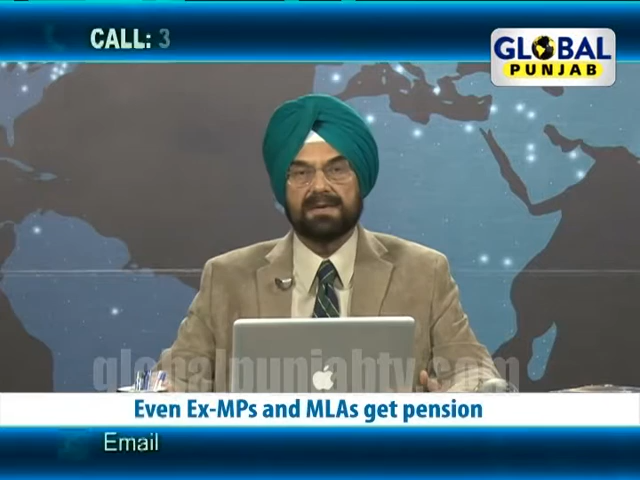 CALL: 3
GLOBAL
PUNJAB
globalpunjabtv.com
Even Ex-MPs and MLAs get pension
Email